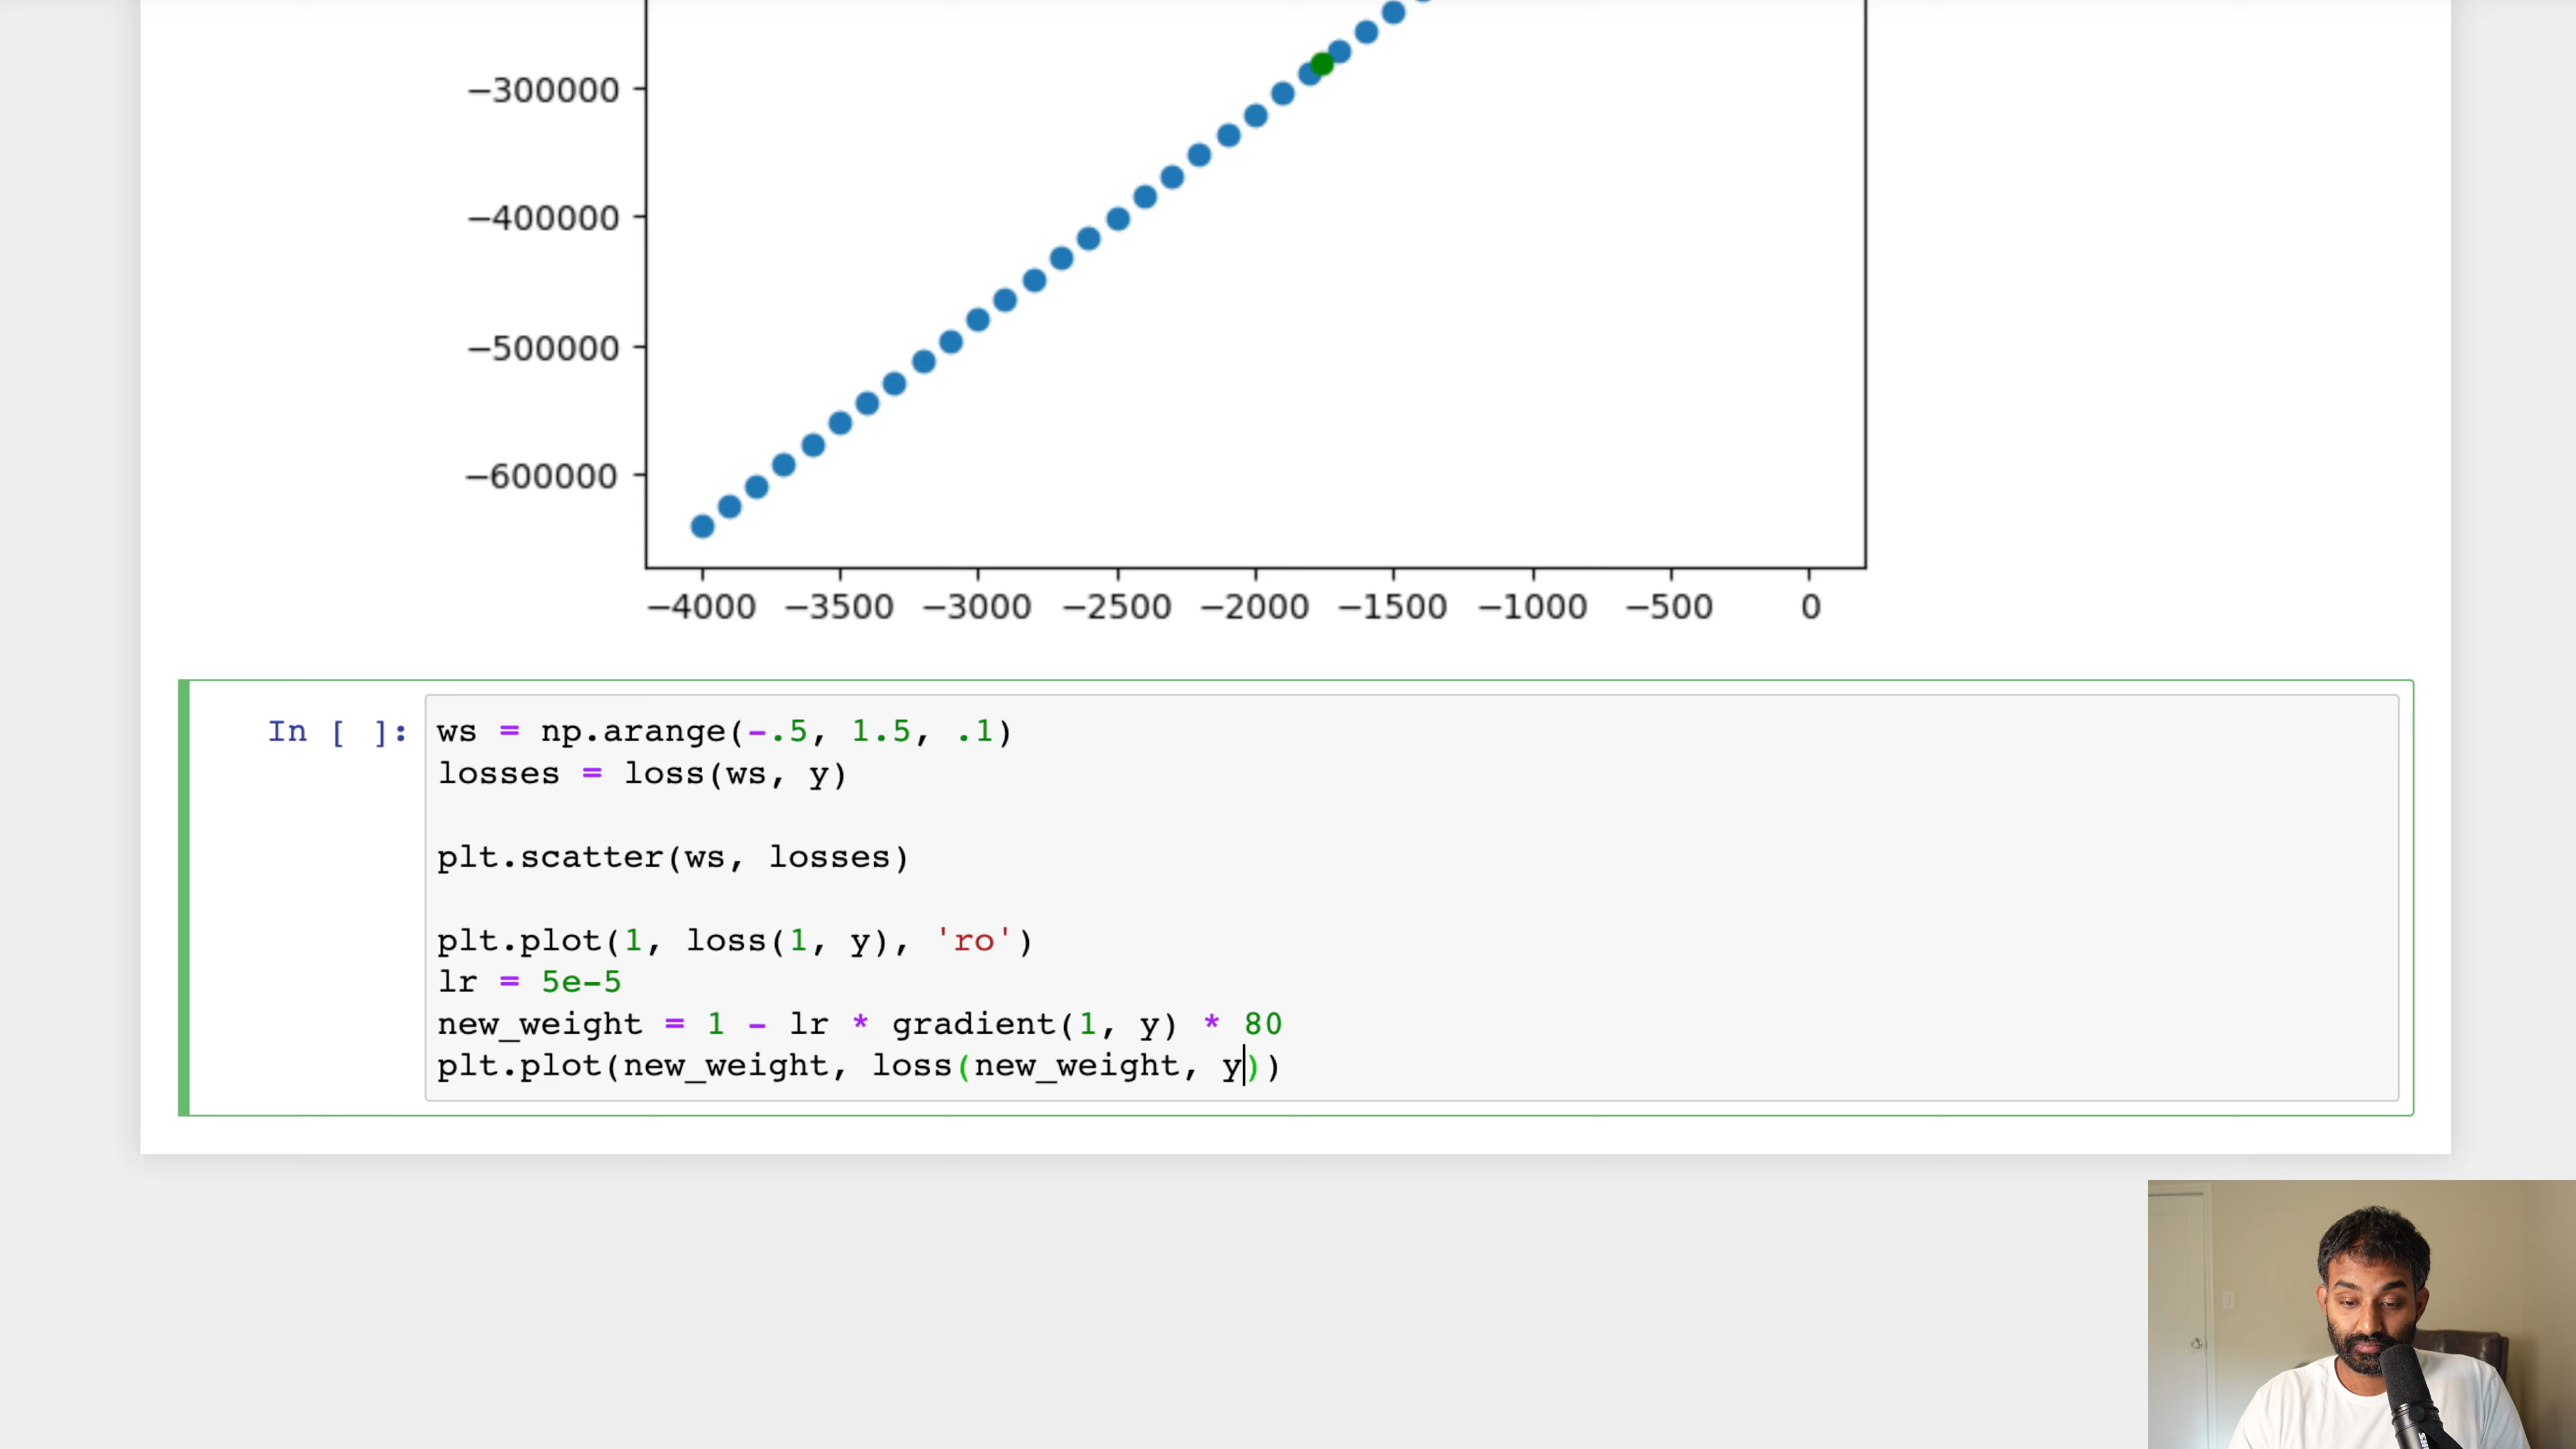 −300000
−400000
−500000
−600000
−4000 −3500 −3000 −2500 −2000 −1500 −1000 −500 0
In [ ]: ws = np.arange(-.5, 1.5, .1)
losses = loss(ws, y)
plt.scatter(ws, losses)
plt.plot(1, loss(1, y), 'ro')
lr = 5e-5
new_weight = 1 - lr * gradient(1, y) * 80
plt.plot(new_weight, loss(new_weight, y))